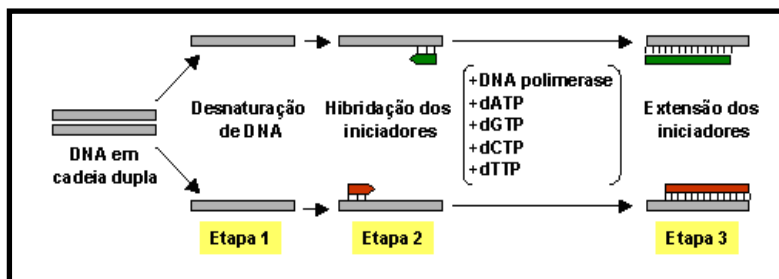 DNA em
cadeia dupla
Desnaturação
de DNA
Hibridação dos
iniciadores
+DNA polimerase
+dATP
+dGTP
+dCTP
+dTTP
Extensão dos
iniciadores
Etapa 1
Etapa 2
Etapa 3